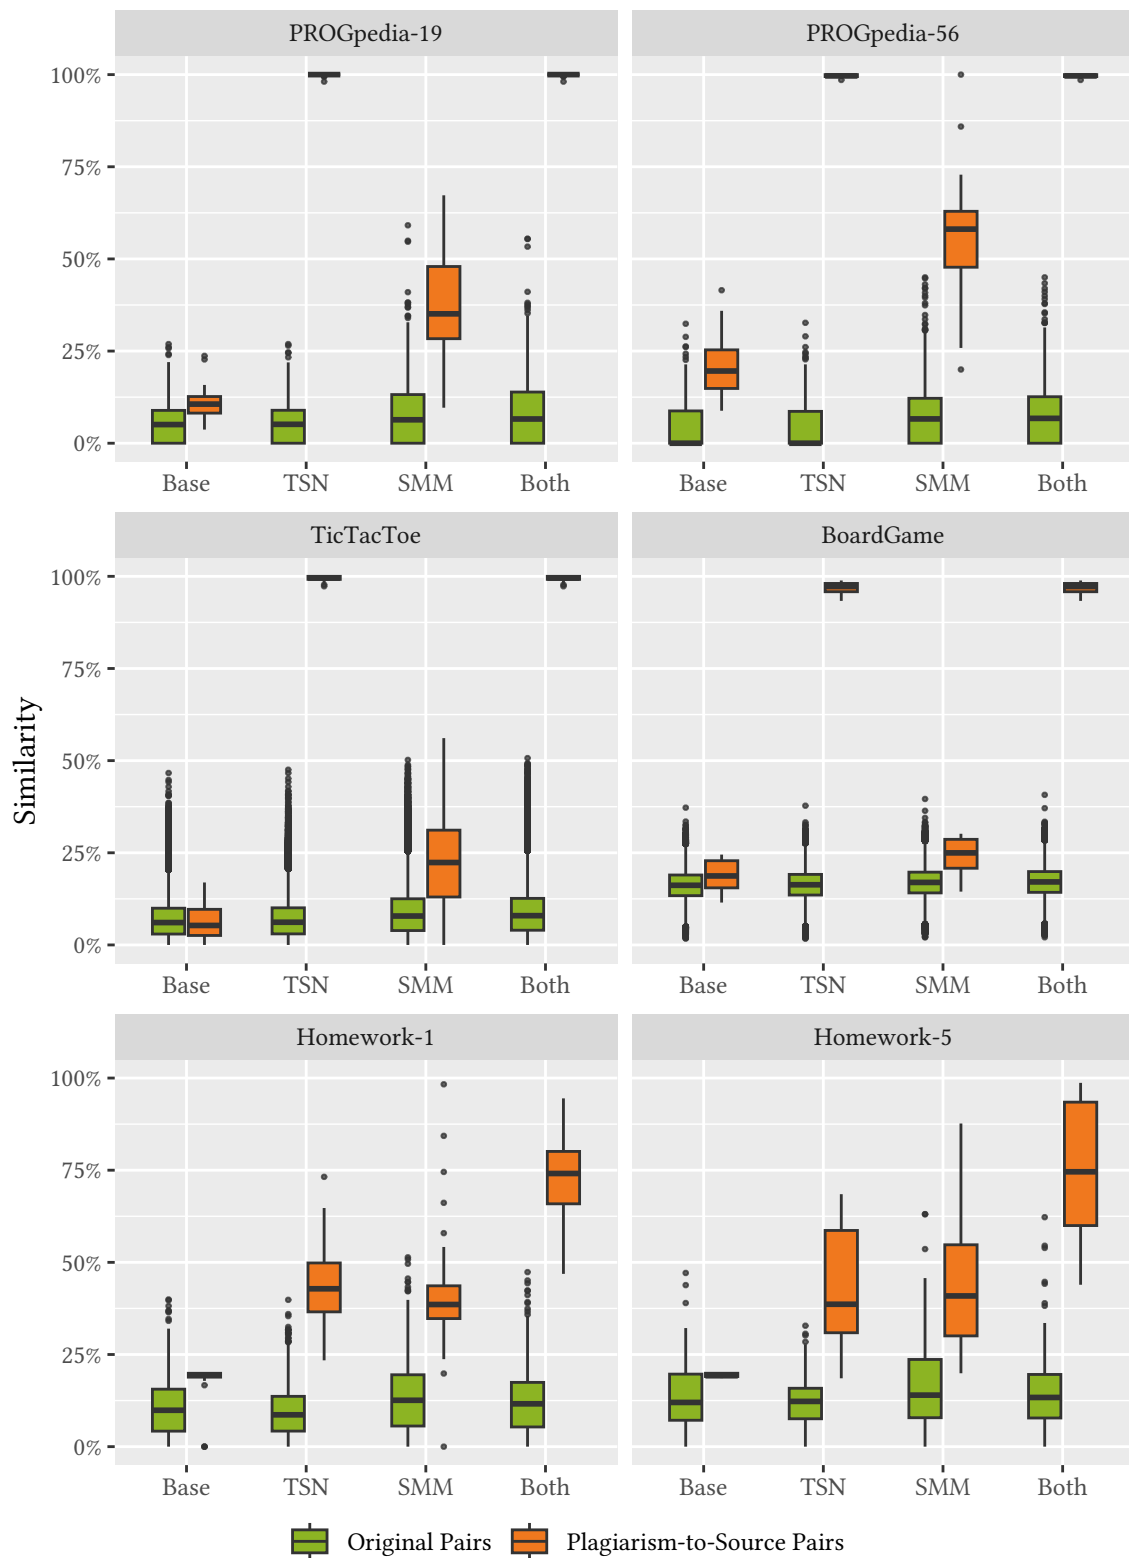 PROGpedia-19 PROGpedia-56
100%
75%
50%
25%
0%
Base TSN SMM Both Base TSN SMM Both
TicTacToe BoardGame
100%
75%
50%
25%
0%
Base TSN SMM Both Base TSN SMM Both
Similarity
Homework-1 Homework-5
100%
75%
50%
25%
0%
Base TSN SMM Both Base TSN SMM Both
Original Pairs Plagiarism-to-Source Pairs